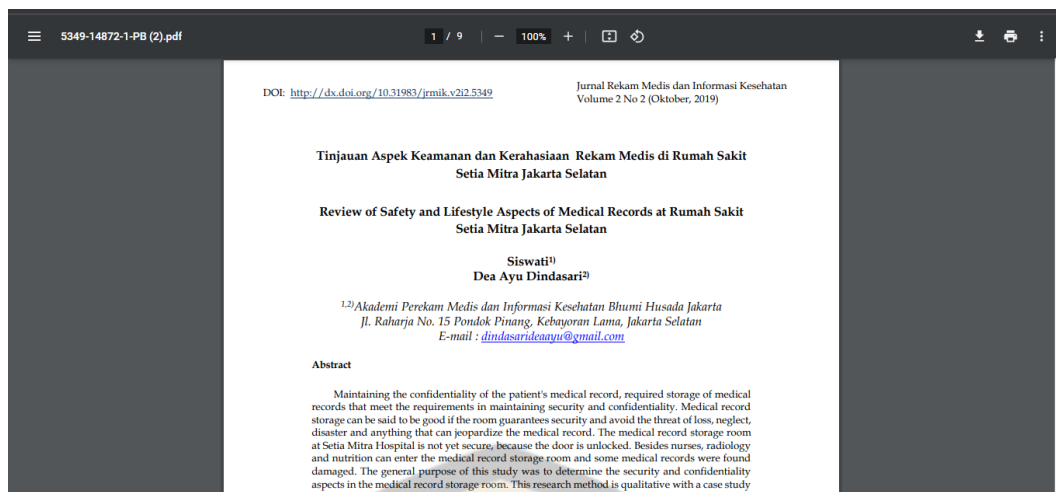 5349-14872-1-PB (2).pdf
1 / 9
100%
DOI: http://dx.doi.org/10.31983/jrmik.v2i2.5349
Jurnal Rekam Medis dan Informasi Kesehatan
Volume 2 No 2 (Oktober, 2019)
Tinjauan Aspek Keamanan dan Kerahasiaan Rekam Medis di Rumah Sakit
Setia Mitra Jakarta Selatan
Review of Safety and Lifestyle Aspects of Medical Records at Rumah Sakit
Setia Mitra Jakarta Selatan
Siswati1)
Dea Ayu Dindasari2)
1,2)Akademi Perekam Medis dan Informasi Kesehatan Bhumi Husada Jakarta
Jl. Raharja No. 15 Pondok Pinang, Kebayoran Lama, Jakarta Selatan
E-mail : dindasarideaayu@gmail.com
Abstract
Maintaining the confidentiality of the patient's medical record, required storage of medical
records that meet the requirements in maintaining security and confidentiality. Medical record
storage can be said to be good if the room guarantees security and avoid the threat of loss, neglect,
disaster and anything that can jeopardize the medical record. The medical record storage room
at Setia Mitra Hospital is not yet secure, because the door is unlocked. Besides nurses, radiology
and nutrition can enter the medical record storage room and some medical records were found
damaged. The general purpose of this study was to determine the security and confidentiality
aspects in the medical record storage room. This research method is qualitative with a case study